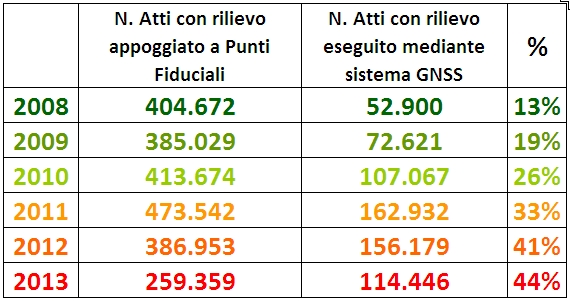 N. Atti con rilievo appoggiato a Punti Fiduciali N. Atti con rilievo eseguito mediante sistema GNSS %
2008 404.672 52.900 13%
2009 385.029 72.621 19%
2010 413.674 107.067 26%
2011 473.542 162.932 33%
2012 386.953 156.179 41%
2013 259.359 114.446 44%